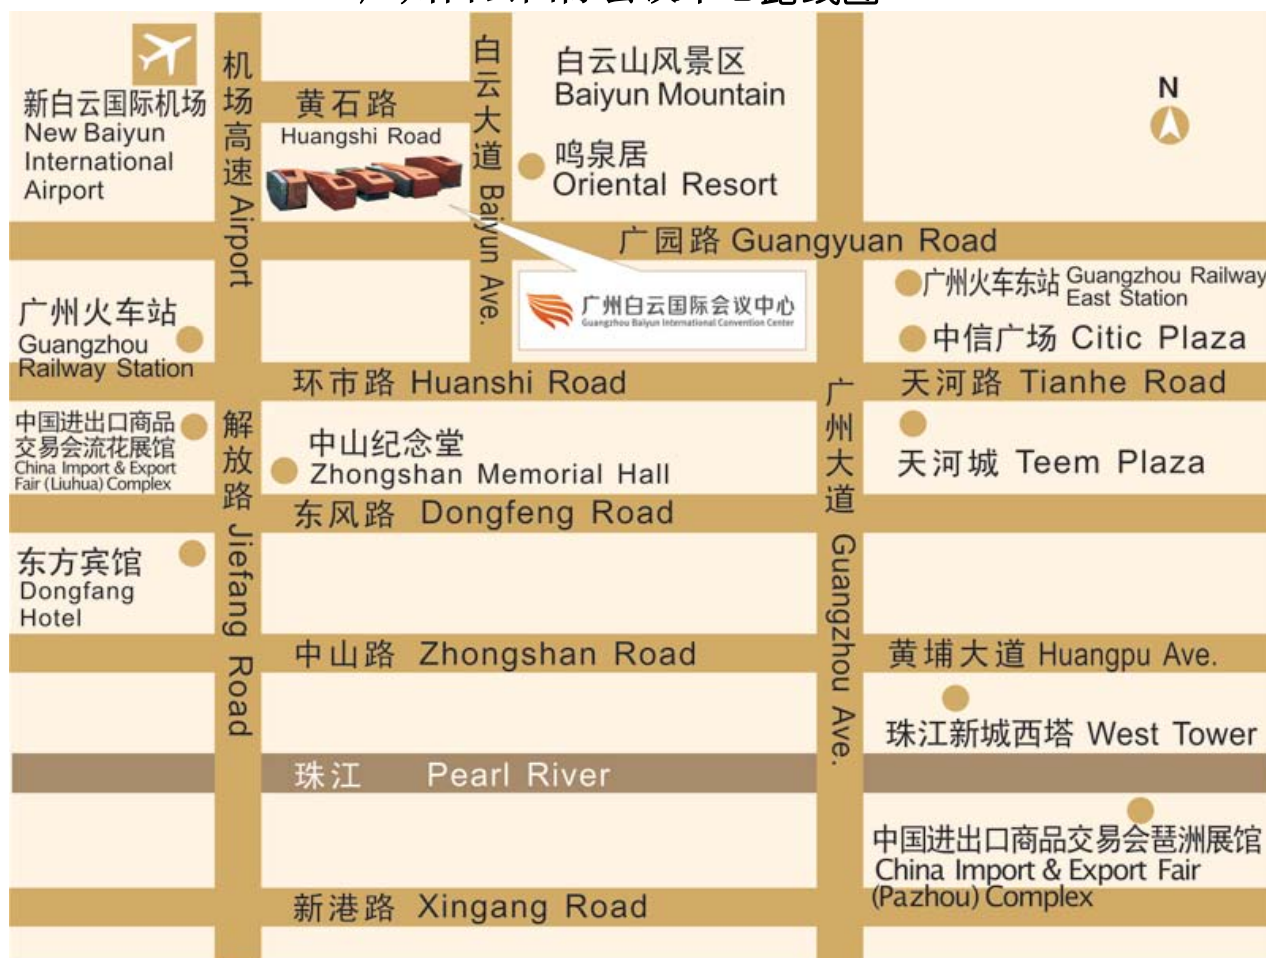 机场高速 Airport
白云大道 Baiyun Ave.
新白云国际机场
New Baiyun
International
Airport
黄石路
Huangshi Road
白云山风景区
Baiyun Mountain
鸣泉居
Oriental Resort
N
广园路 Guangyuan Road
广州白云国际会议中心
Guangzhou Baiyun International Convention Center
广州火车东站 Guangzhou Railway
East Station
中信广场 Citic Plaza
广州火车站
Guangzhou
Railway Station
环市路 Huanshi Road
天河路 Tianhe Road
广州大道 Guangzhou Ave.
解放路 Jiefang Road
中国进出口商品
交易会流花展馆
China Import & Export
Fair (Liuhua) Complex
中山纪念堂
Zhongshan Memorial Hall
天河城 Teem Plaza
东风路 Dongfeng Road
东方宾馆
Dongfang
Hotel
中山路 Zhongshan Road
黄埔大道 Huangpu Ave.
珠江新城西塔 West Tower
珠江 Pearl River
中国进出口商品交易会琶洲展馆
China Import & Export Fair
(Pazhou) Complex
新港路 Xingang Road